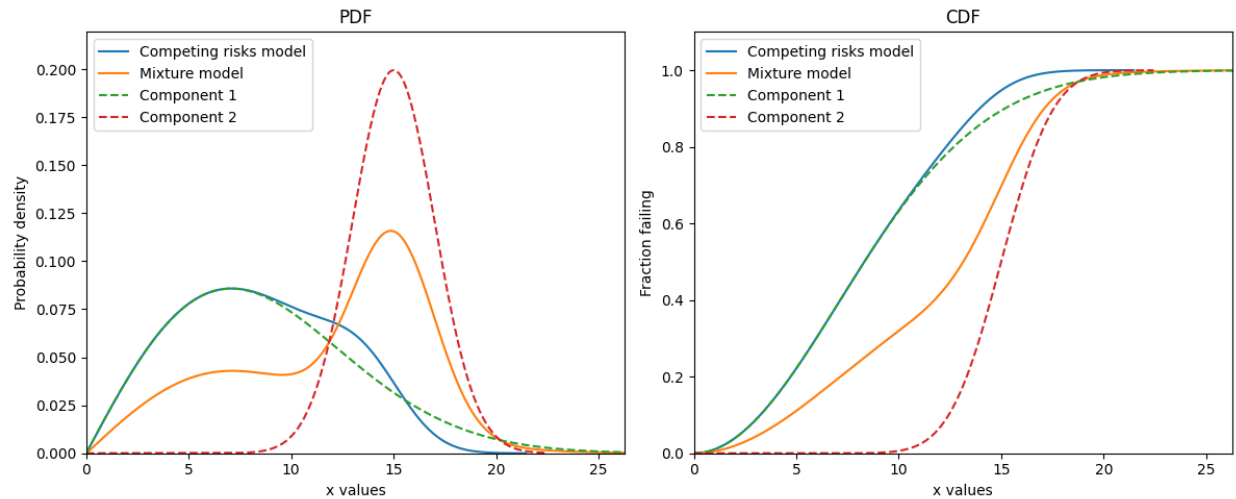 PDF
Probability density
0.200
0.175
0.150
0.125
0.100
0.075
0.050
0.025
0.000
Competing risks model
Mixture model
Component 1
Component 2
0
5
10
15
20
25
x values
CDF
Fraction failing
1.0
0.8
0.6
0.4
0.2
0.0
Competing risks model
Mixture model
Component 1
Component 2
0
5
10
15
20
25
x values